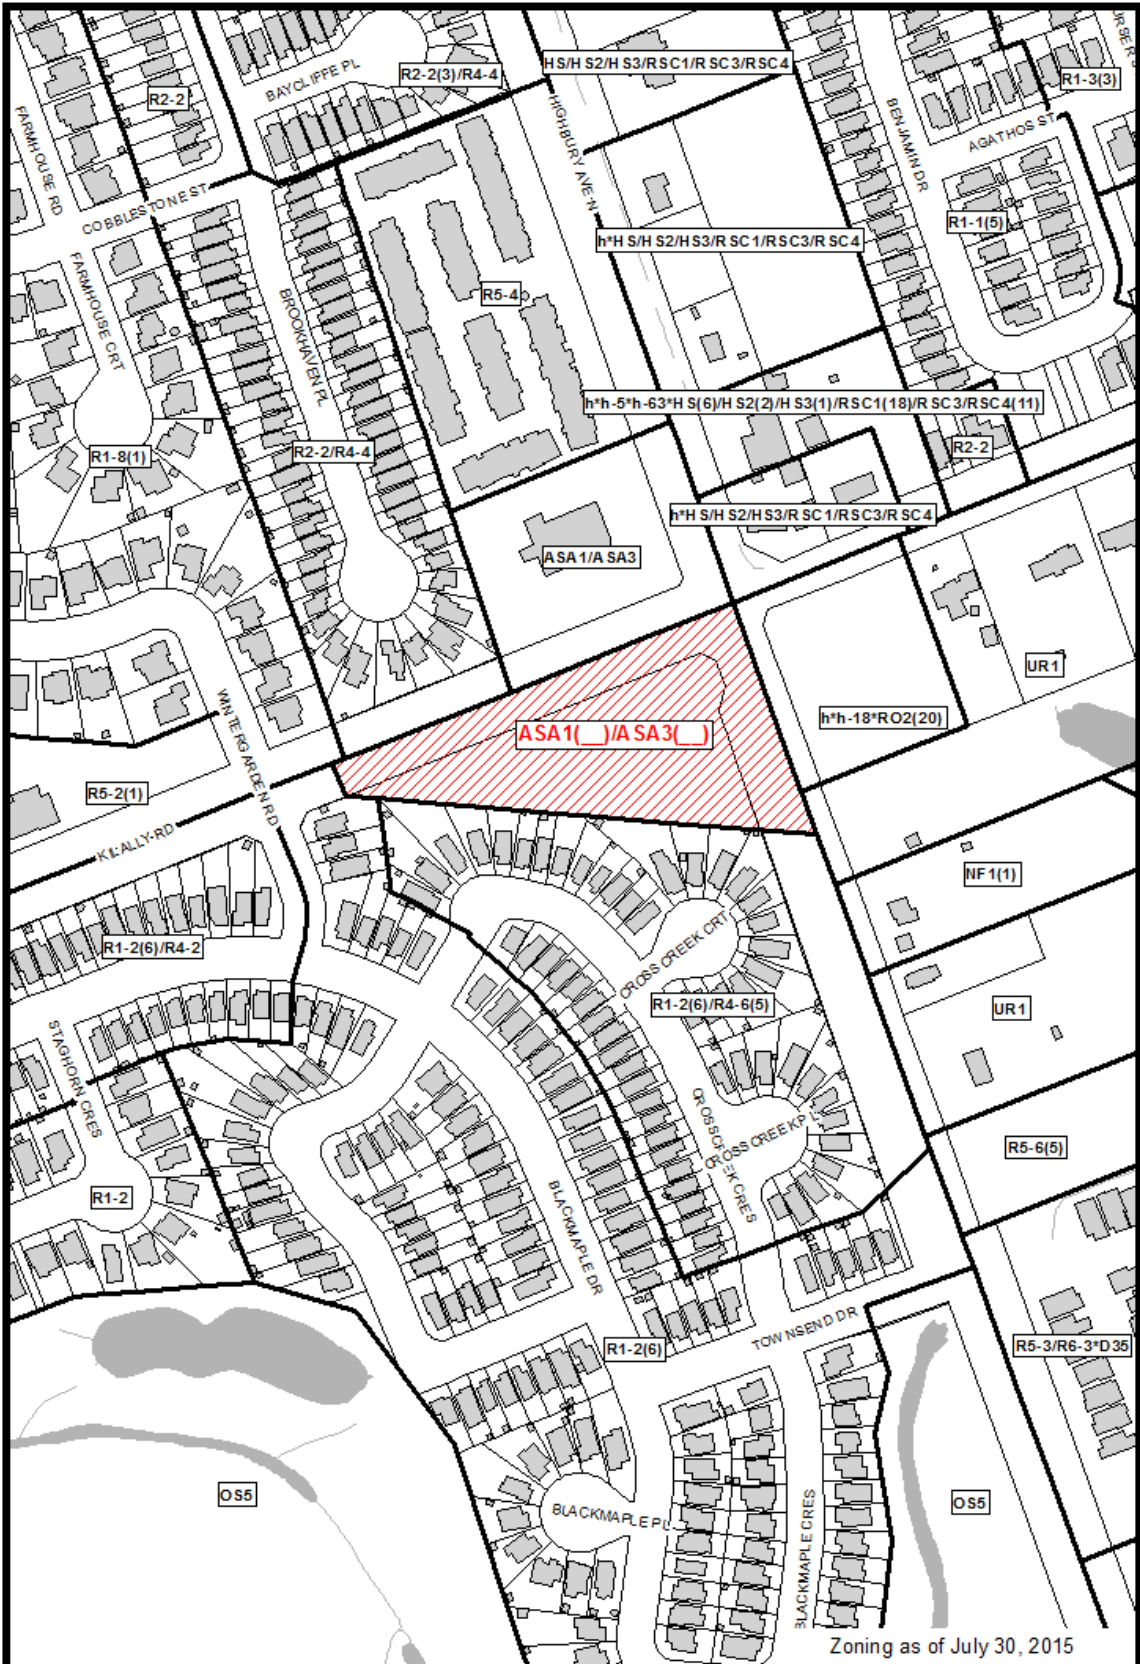 BAYCLIFFE PL
R2-2(3)/R4-4
HS/HS2/HS3/RSC1/RSC3/RSC4
R1-3(3)
R2-2
FARMHOUSE RD
HIGHBURY AVE N
BENJAMIN DR
AGATHOS ST
COBBLESTONE ST
R1-1(5)
h*HS/HS2/HS3/RSC1/RSC3/RSC4
FARMHOUSE CRT
BROOKHAVEN PL
R5-4
h*h-5*h-63*HS(6)/HS2(2)/HS3(1)/RSC1(18)/RSC3/RSC4(11)
R1-8(1)
R2-2/R4-4
R2-2
h*HS/HS2/HS3/RSC1/RSC3/RSC4
ASA1/ASA3
UR1
WINTERGARDEN RD
ASA1(__)/ASA3(__)
h*h-18*RO2(20)
R5-2(1)
KILALLY RD
NF1(1)
R1-2(6)/R4-2
CROSS CREEK CRT
R1-2(6)/R4-6(5)
UR1
STAGHORN CRES
CROSSCREEK CRES
CROSSCREEK PL
R5-6(5)
R1-2
BLACKMAPLE DR
TOWNSEND DR
R1-2(6)
R5-3/R6-3*D35
OS5
OS5
BLACKMAPLE PL
BLACKMAPLE CRES
Zoning as of July 30, 2015